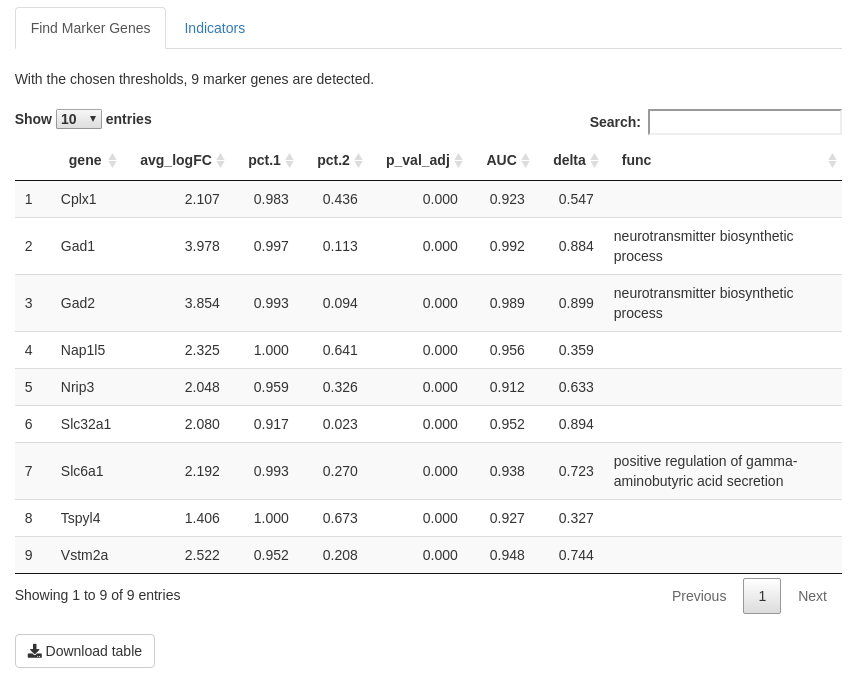 Find Marker Genes Indicators
With the chosen thresholds, 9 marker genes are detected.
Show 10 entries Search:
gene avg_logFC pct.1 pct.2 p_val_adj AUC delta func
1 Cplx1 2.107 0.983 0.436 0.000 0.923 0.547
2 Gad1 3.978 0.997 0.113 0.000 0.992 0.884 neurotransmitter biosynthetic
process
3 Gad2 3.854 0.993 0.094 0.000 0.989 0.899 neurotransmitter biosynthetic
process
4 Nap1l5 2.325 1.000 0.641 0.000 0.956 0.359
5 Nrip3 2.048 0.959 0.326 0.000 0.912 0.633
6 Slc32a1 2.080 0.917 0.023 0.000 0.952 0.894
7 Slc6a1 2.192 0.993 0.270 0.000 0.938 0.723 positive regulation of gamma-
aminobutyric acid secretion
8 Tspyl4 1.406 1.000 0.673 0.000 0.927 0.327
9 Vstm2a 2.522 0.952 0.208 0.000 0.948 0.744
Showing 1 to 9 of 9 entries Previous 1 Next
Download table